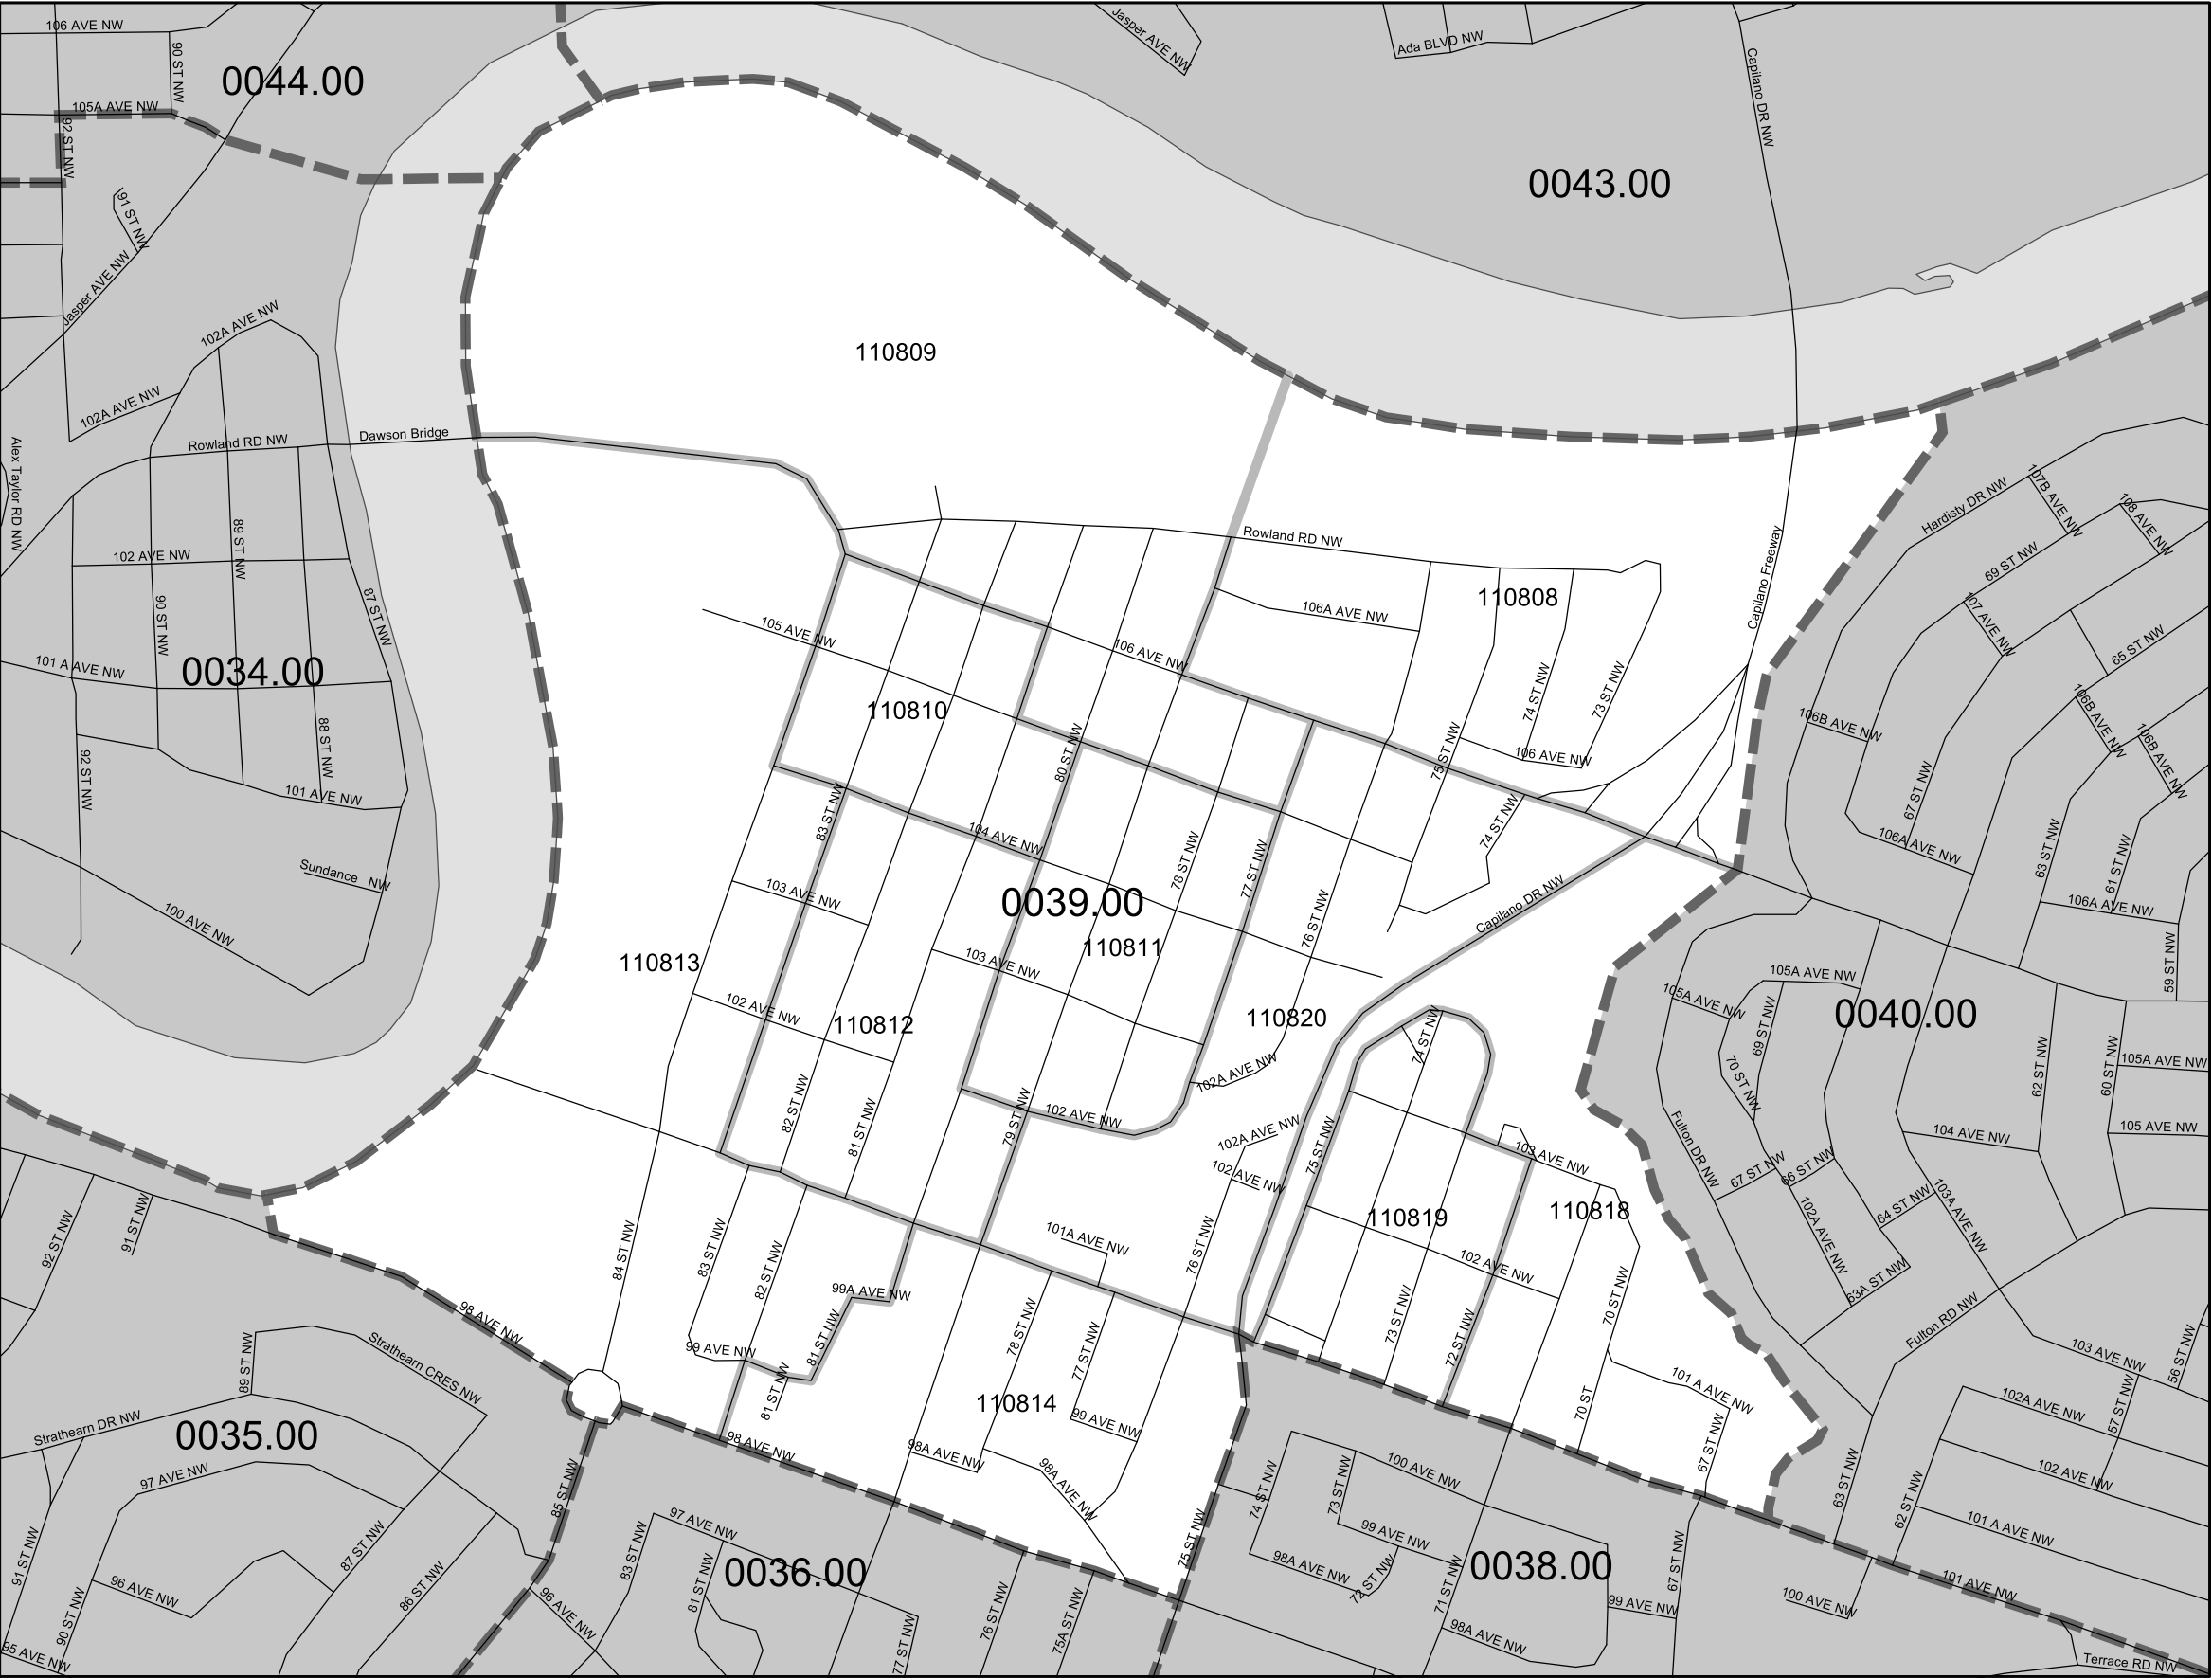 106 AVE NW
90 ST NW
0044.00
105A AVE NW
92 ST NW
91 ST NW
Jasper AVE NW
Jasper AVE NW
Ada BLVD NW
Capilano DR NW
0043.00
102A AVE NW
102A AVE NW
Rowland RD NW
Dawson Bridge
Alex Taylor RD NW
89 ST NW
102 AVE NW
90 ST NW
87 ST NW
101 A AVE NW
0034.00
88 ST NW
92 ST NW
101 AVE NW
Sundance NW
100 AVE NW
110809
Rowland RD NW
110808
106A AVE NW
105 AVE NW
106 AVE NW
74 ST NW
73 ST NW
75 ST NW
106 AVE NW
Capilano Freeway
110810
80 ST NW
83 ST NW
104 AVE NW
74 ST NW
78 ST NW
77 ST NW
103 AVE NW
0039.00
76 ST NW
Capilano DR NW
110811
103 AVE NW
110813
102 AVE NW
110812
110820
102A AVE NW
74 ST NW
82 ST NW
81 ST NW
79 ST NW
102 AVE NW
102A AVE NW
102 AVE NW
75 ST NW
103 AVE NW
110819
110818
84 ST NW
83 ST NW
82 ST NW
101A AVE NW
76 ST NW
102 AVE NW
99A AVE NW
81 ST NW
99 AVE NW
81 ST NW
78 ST NW
77 ST NW
73 ST NW
72 ST NW
70 ST NW
70 ST
101 A AVE NW
67 ST NW
110814
99 AVE NW
98A AVE NW
98A AVE NW
98 AVE NW
98 AVE NW
75 ST NW
Hardisty DR NW
107B AVE NW
108 AVE NW
69 ST NW
107 AVE NW
65 ST NW
106B AVE NW
106B AVE NW
106B AVE NW
67 ST NW
106A AVE NW
63 ST NW
61 ST NW
106A AVE NW
59 ST NW
105A AVE NW
105A AVE NW
0040.00
69 ST NW
70 ST NW
62 ST NW
60 ST NW
105A AVE NW
105 AVE NW
104 AVE NW
Fulton DR NW
67 ST NW
66 ST NW
64 ST NW
103A AVE NW
102A AVE NW
63A ST NW
Fulton RD NW
103 AVE NW
56 ST NW
102A AVE NW
57 ST NW
102 AVE NW
63 ST NW
62 ST NW
101 A AVE NW
101 AVE NW
100 AVE NW
Terrace RD NW
92 ST NW
91 ST NW
89 ST NW
Strathearn CRES NW
Strathearn DR NW
0035.00
97 AVE NW
91 ST NW
90 ST NW
96 AVE NW
95 AVE NW
87 ST NW
86 ST NW
85 ST NW
96 AVE NW
83 ST NW
97 AVE NW
81 ST NW
0036.00
77 ST NW
76 ST NW
75A ST NW
74 ST NW
73 ST NW
100 AVE NW
99 AVE NW
98A AVE NW
72 ST NW
71 ST NW
0038.00
98A AVE NW
99 AVE NW
67 ST NW